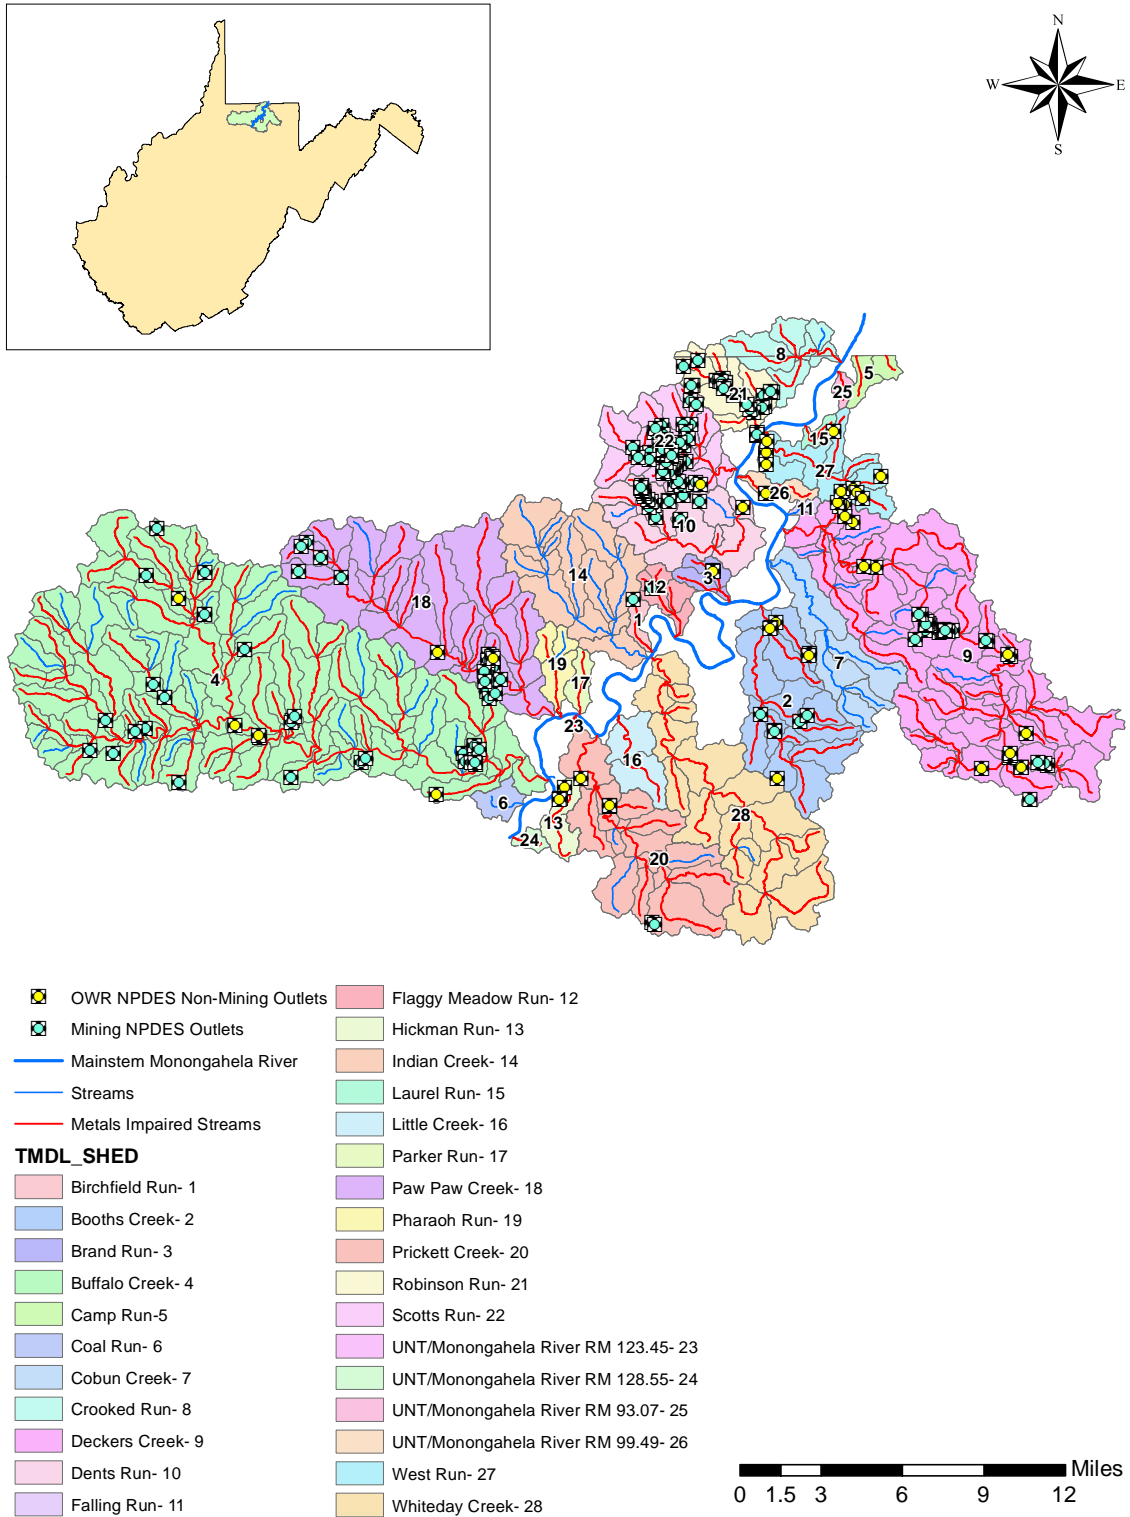 N
W
E
S
8
5
25
21
15
22
27
26
11
10
14
3
12
18
1
9
7
19
4
17
2
23
16
6
28
13
24
20
OWR NPDES Non-Mining Outlets
Mining NPDES Outlets
Mainstem Monongahela River
Streams
Metals Impaired Streams
TMDL_SHED
Birchfield Run- 1
Booths Creek- 2
Brand Run- 3
Buffalo Creek- 4
Camp Run-5
Coal Run- 6
Cobun Creek- 7
Crooked Run- 8
Deckers Creek- 9
Dents Run- 10
Falling Run- 11
Flaggy Meadow Run- 12
Hickman Run- 13
Indian Creek- 14
Laurel Run- 15
Little Creek- 16
Parker Run- 17
Paw Paw Creek- 18
Pharaoh Run- 19
Prickett Creek- 20
Robinson Run- 21
Scotts Run- 22
UNT/Monongahela River RM 123.45- 23
UNT/Monongahela River RM 128.55- 24
UNT/Monongahela River RM 93.07- 25
UNT/Monongahela River RM 99.49- 26
West Run- 27
Whiteday Creek- 28
Miles
0 1.5 3 6 9 12